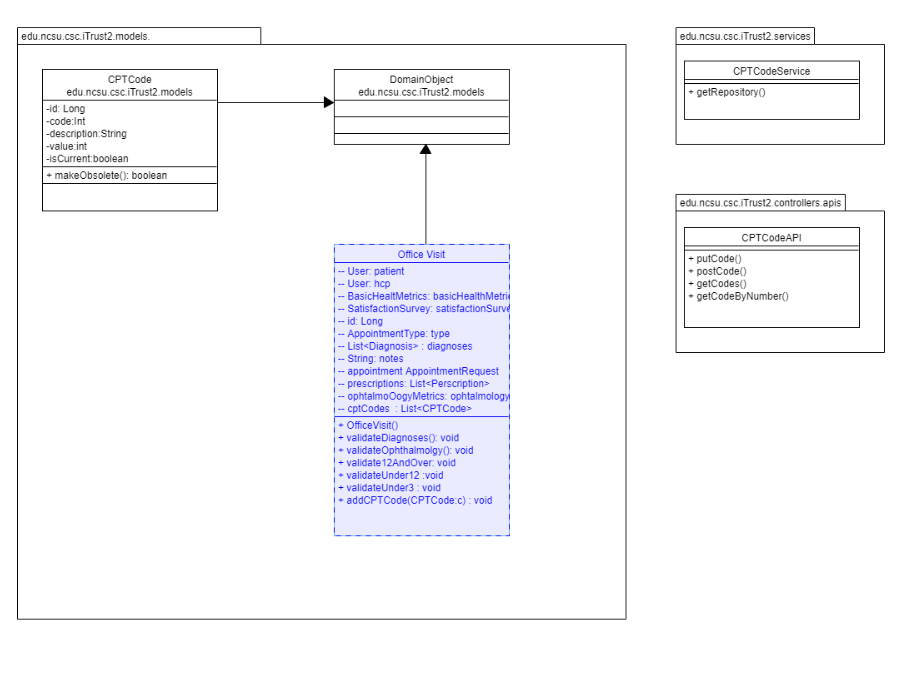 edu.ncsu.csc.iTrust2.models.
CPTCode
edu.ncsu.csc.iTrust2.models
-id: Long
-code:Int
-description:String
-value:int
-isCurrent:boolean
+ makeObsolete(): boolean
DomainObject
edu.ncsu.csc.iTrust2.models
Office Visit
-- User: patient
-- User: hcp
-- BasicHealtMetrics: basicHealthMetri
-- SatisfactionSurvey: satisfactionSurve
-- id: Long
-- AppointmentType: type
-- List<Diagnosis> : diagnoses
-- String: notes
-- appointment AppointmentRequest
-- prescriptions: List<Perscription>
-- ophtalmoOogyMetrics: ophtalmology
-- cptCodes : List<CPTCode>
+ OfficeVisit()
+ validateDiagnoses(): void
+ validateOphthalmolgy(): void
+ validate12AndOver: void
+ validateUnder12 :void
+ validateUnder3 : void
+ addCPTCode(CPTCode:c) : void
edu.ncsu.csc.iTrust2.services
CPTCodeService
+ getRepository()
edu.ncsu.csc.iTrust2.controllers.apis
CPTCodeAPI
+ putCode()
+ postCode()
+ getCodes()
+ getCodeByNumber()